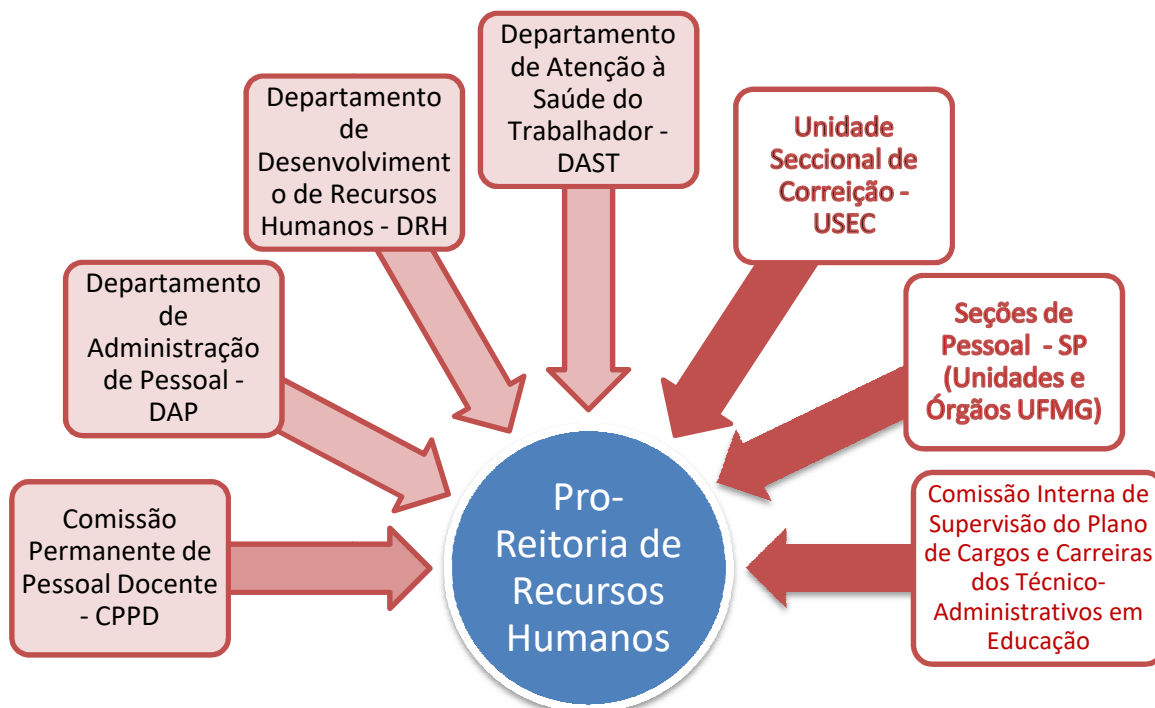 Departamento
de Atenção à
Saúde do
Trabalhador -
DAST
Departamento
de
Desenvolviment
o de Recursos
Humanos - DRH
Unidade
Seccional de
Correição -
USEC
Departamento
de
Administração
de Pessoal -
DAP
Seções de
Pessoal - SP
(Unidades e
Órgãos UFMG)
Comissão
Permanente de
Pessoal Docente
- CPPD
Pro-
Reitoria de
Recursos
Humanos
Comissão Interna de
Supervisão do Plano
de Cargos e Carreiras
dos Técnico-
Administrativos em
Educação